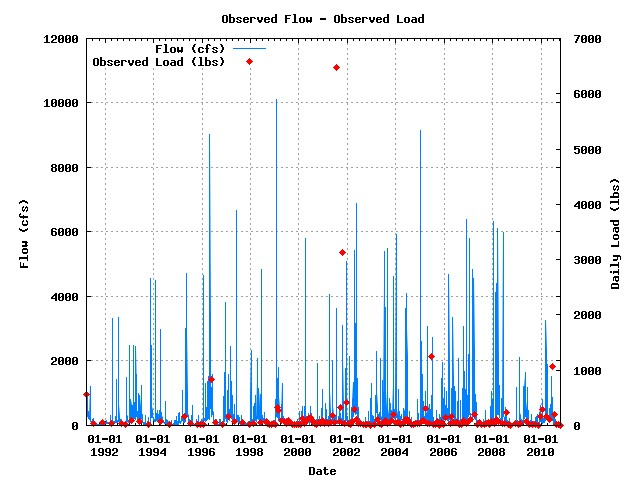 Observed Flow - Observed Load
Flow (cfs)
Observed Load (lbs)
12000
10000
8000
6000
4000
2000
0
Flow (cfs)
7000
6000
5000
4000
3000
2000
1000
0
Daily Load (lbs)
01-01 01-01 01-01 01-01 01-01 01-01 01-01 01-01 01-01 01-01
1992 1994 1996 1998 2000 2002 2004 2006 2008 2010
Date